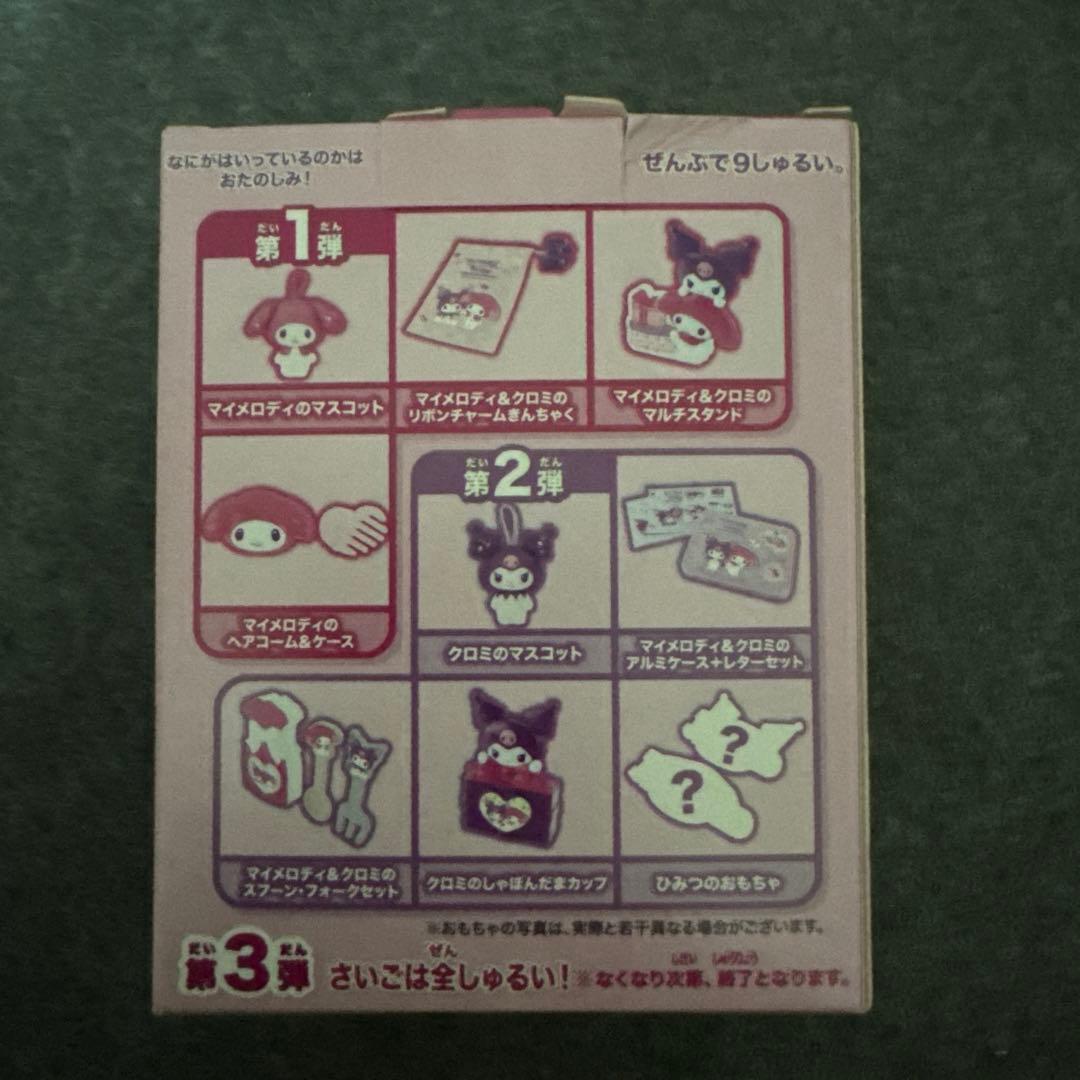 なにがはいっているのかは
おたのしみ！
ぜんぶで9しゅるい。
だい だん
第1弾
マイメロディのマスコット
マイメロディ&クロミの
リボンチャームきんちゃく
マイメロディ&クロミの
マルチスタンド
マイメロディの
ヘアコーム&ケース
だい だん
第2弾
クロミのマスコット
マイメロディ&クロミの
アルミケース+レターセット
マイメロディ&クロミの
スプーン・フォークセット
クロミのしゃぼんだまカップ
?
?
ひみつのおもちゃ
※おもちゃの写真は、実際と若干異なる場合がございます。
だい だん
第3弾
ぜん
さいごは全しゅるい！
しだい しゅうりょう
※なくなり次第、終了となります。